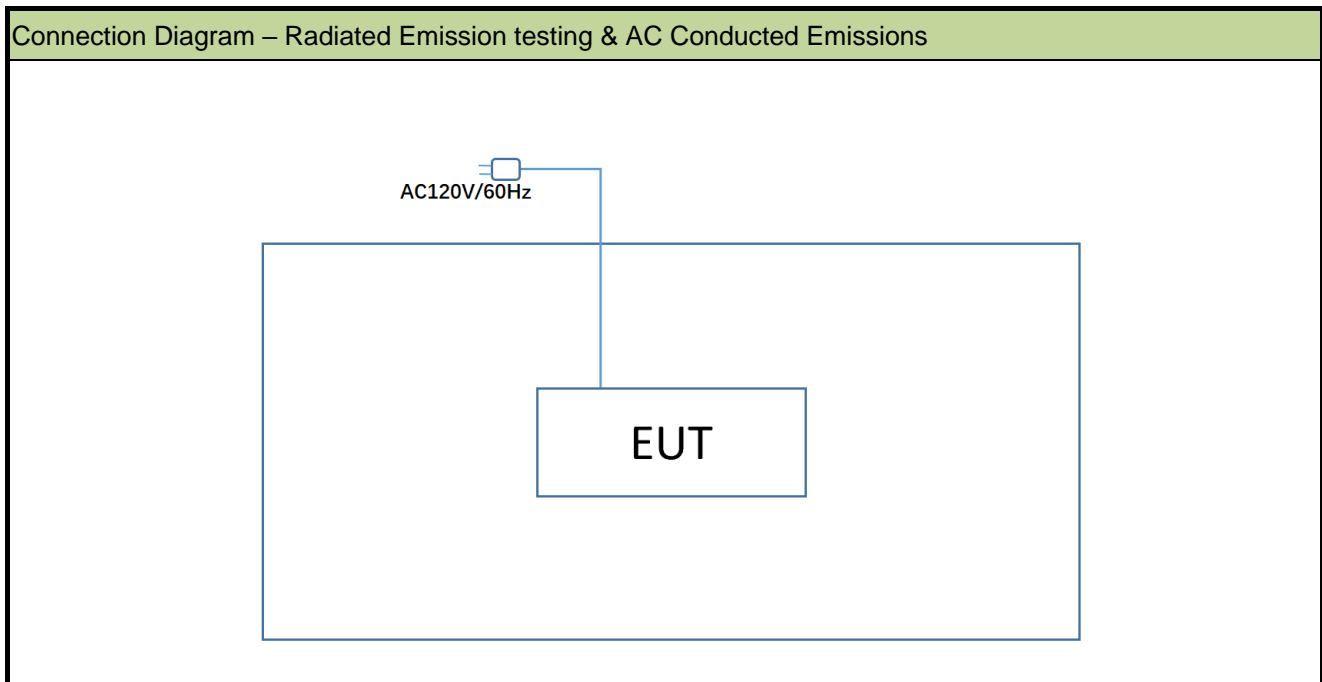 Connection Diagram – Radiated Emission testing & AC Conducted Emissions
AC120V/60Hz
EUT